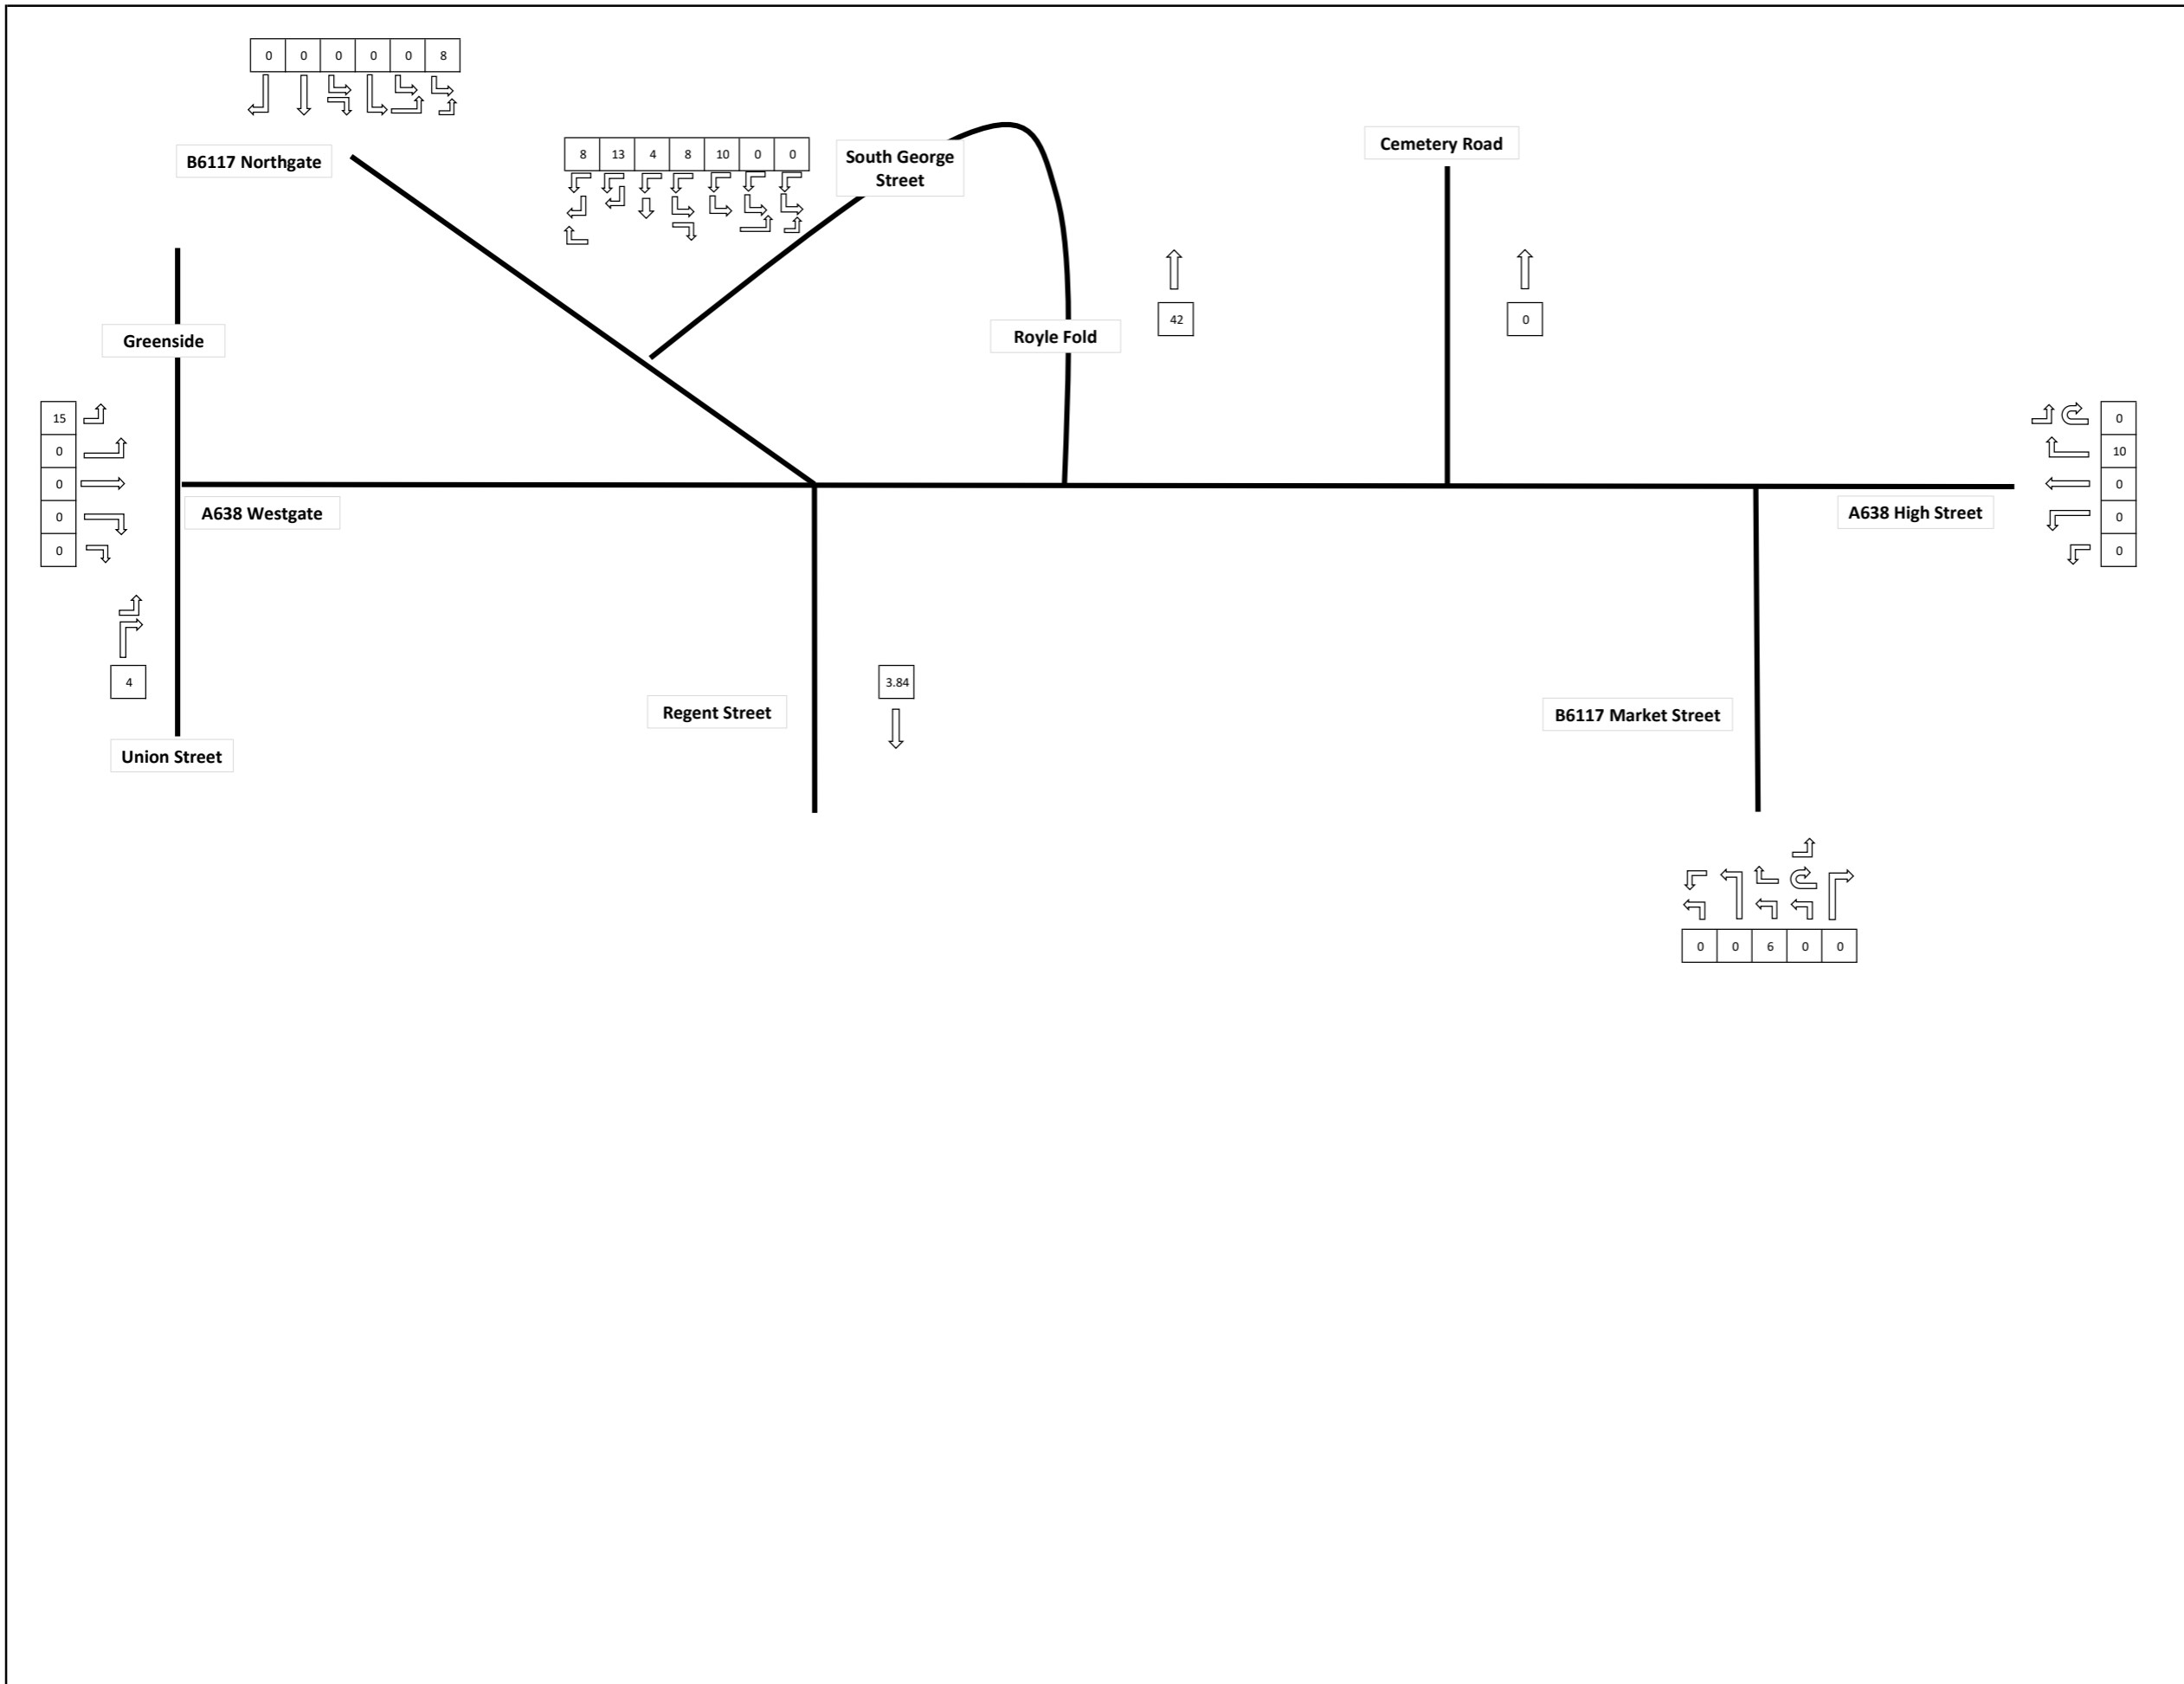 0 0 0 0 0 8
B6117 Northgate
8 13 4 8 10 0 0
South George
Street
Cemetery Road
Greenside
Royle Fold
42
0
15
0
0
0
0
A638 Westgate
A638 High Street
0
10
0
0
0
4
Union Street
Regent Street
3.84
B6117 Market Street
0 0 6 0 0